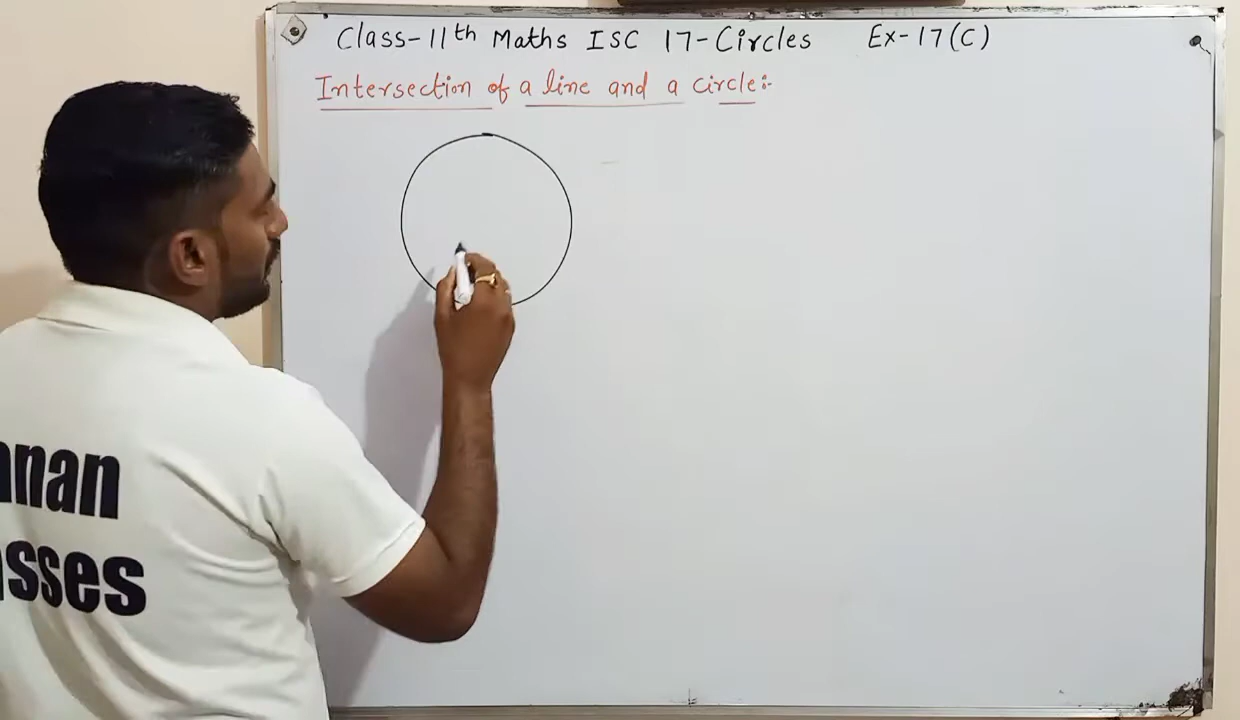 Class-11th Maths ISC 17-Circles Ex-17(C)
Intersection of a line and a circle:-